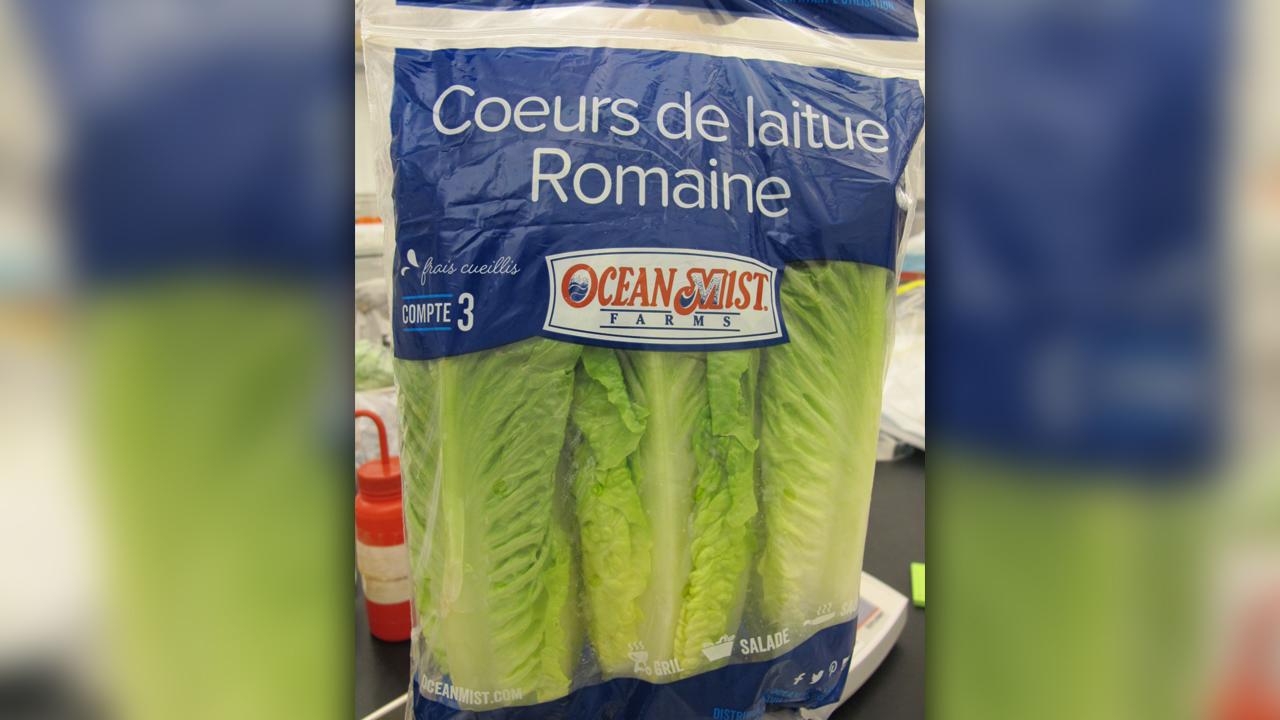 Coeurs de laitue
Romaine
frais cueillis
COMPTE 3
OCEAN MIST
FARMS
GRIL
SALADE
OCEANMIST.COM